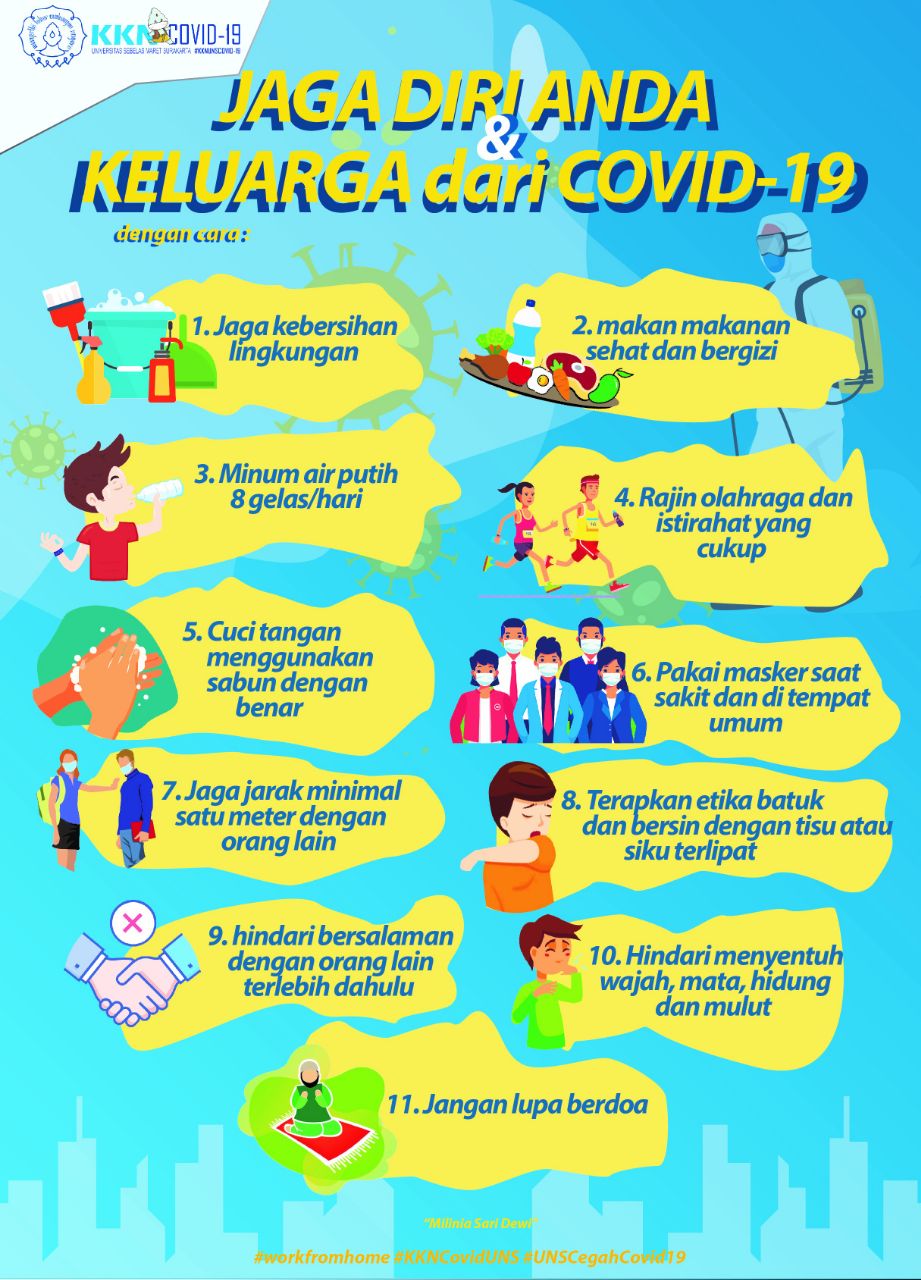 KKN COVID-19
UNIVERSITAS SEBELAS MARET SURAKARTA #KKNUNSCOVID-19
JAGA DIRI ANDA
&
KELUARGA dari COVID-19
dengan cara :
1. Jaga kebersihan
lingkungan
2. makan makanan
sehat dan bergizi
3. Minum air putih
8 gelas/hari
4. Rajin olahraga dan
istirahat yang
cukup
5. Cuci tangan
menggunakan
sabun dengan
benar
6. Pakai masker saat
sakit dan di tempat
umum
7. Jaga jarak minimal
satu meter dengan
orang lain
8. Terapkan etika batuk
dan bersin dengan tisu atau
siku terlipat
9. hindari bersalaman
dengan orang lain
terlebih dahulu
10. Hindari menyentuh
wajah, mata, hidung
dan mulut
11. Jangan lupa berdoa
"Millnia Sari Dewi"
#workfromhome #KKNCovidUNS #UNSCegahCovid19